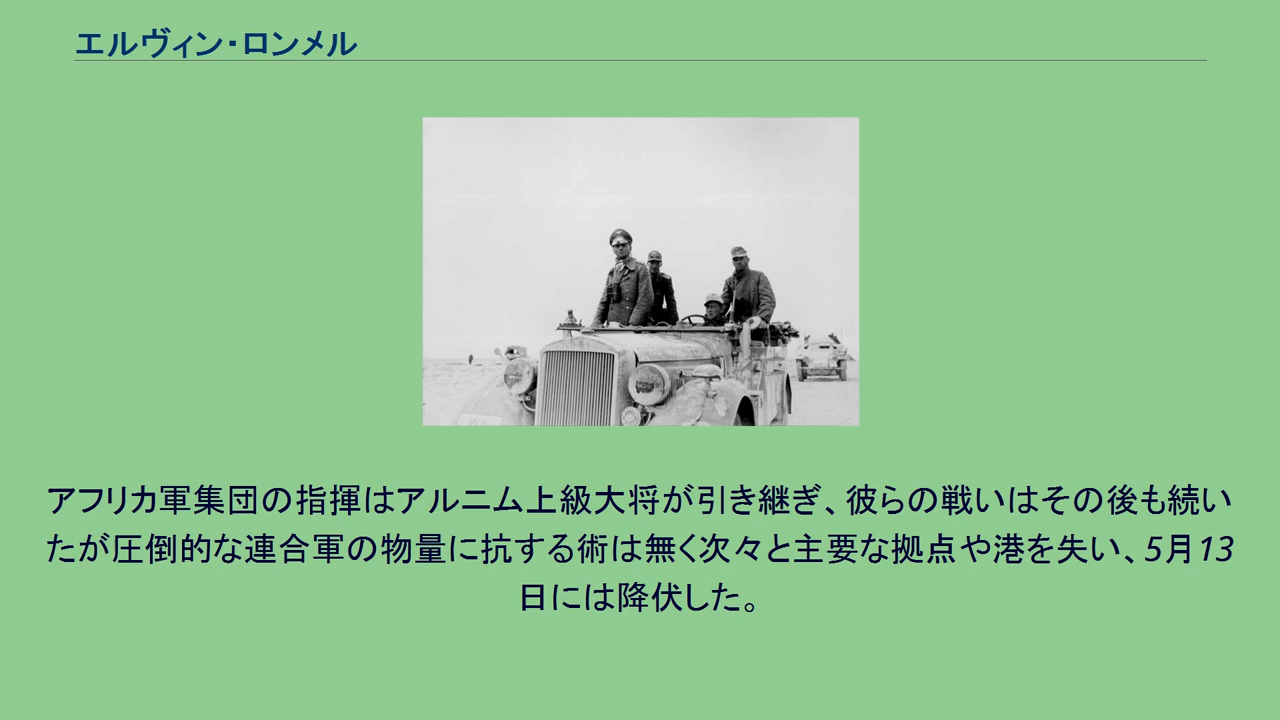 エルヴィン・ロンメル
アフリカ軍集団の指揮はアルニム上級大将が引き継ぎ、彼らの戦いはその後も続い
たが圧倒的な連合軍の物量に抗する術は無く次々と主要な拠点や港を失い、5月13
日には降伏した。